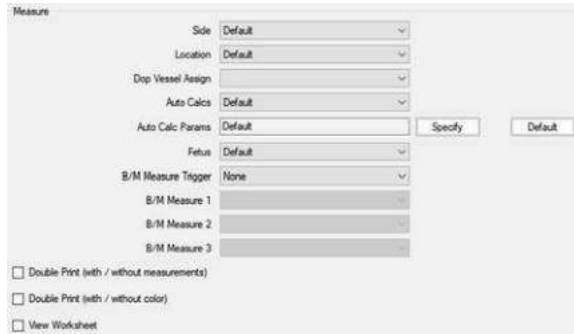 Measure
Side Default
Location Default
Dop Vessel Assign
Auto Calcs Default
Auto Calc Params Default Specify Default
Fetus Default
B/M Measure Trigger None
B/M Measure 1
B/M Measure 2
B/M Measure 3
Double Print (with / without measurements)
Double Print (with / without color)
View Worksheet